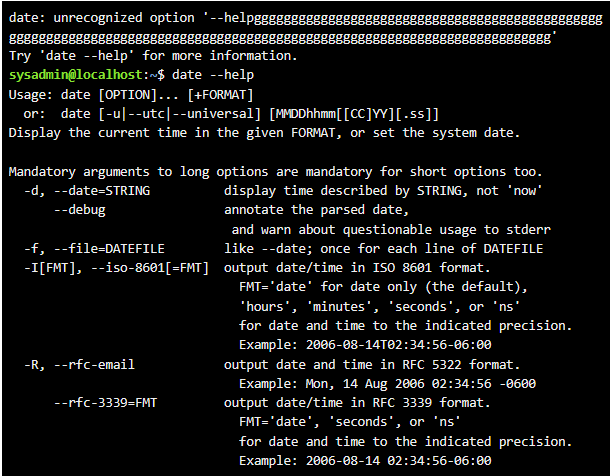 date: unrecognized option '--helpggggggggggggggggggggggggggggggggggggggggggggggg
ggggggggggggggggggggggggggggggggggggggggggggggggggggggggggggggggggggggggg'
Try 'date --help' for more information.
sysadmin@localhost:~$ date --help
Usage: date [OPTION]... [+FORMAT]
  or:  date [-u|--utc|--universal] [MMDDhhmm[[CC]YY][.ss]]
Display the current time in the given FORMAT, or set the system date.

Mandatory arguments to long options are mandatory for short options too.
  -d, --date=STRING          display time described by STRING, not 'now'
      --debug                annotate the parsed date,
                              and warn about questionable usage to stderr
  -f, --file=DATEFILE        like --date; once for each line of DATEFILE
  -I[FMT], --iso-8601[=FMT]  output date/time in ISO 8601 format.
                               FMT='date' for date only (the default),
                               'hours', 'minutes', 'seconds', or 'ns'
                               for date and time to the indicated precision.
                               Example: 2006-08-14T02:34:56-06:00
  -R, --rfc-email            output date and time in RFC 5322 format.
                               Example: Mon, 14 Aug 2006 02:34:56 -0600
      --rfc-3339=FMT         output date/time in RFC 3339 format.
                               FMT='date', 'seconds', or 'ns'
                               for date and time to the indicated precision.
                               Example: 2006-08-14 02:34:56-06:00